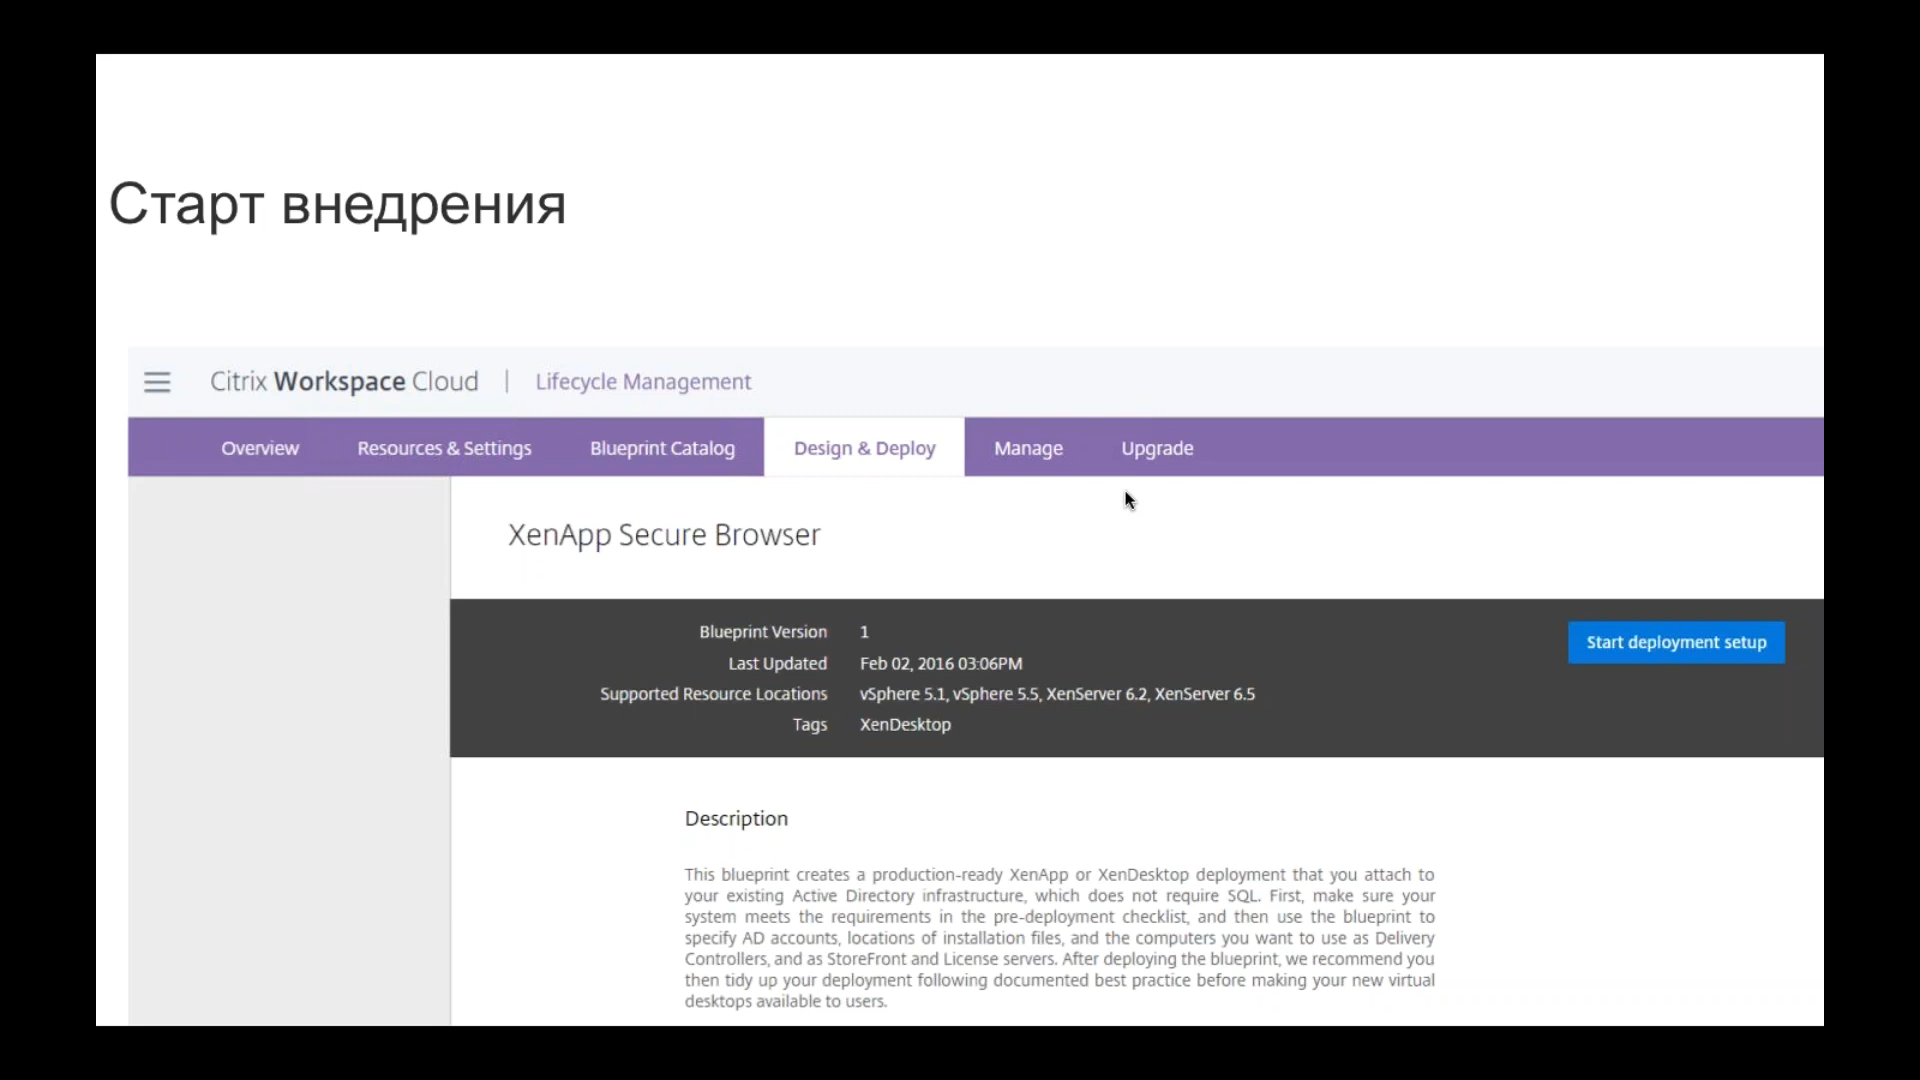 Старт внедрения
Citrix Workspace Cloud | Lifecycle Management
Overview Resources & Settings Blueprint Catalog Design & Deploy Manage Upgrade
XenApp Secure Browser
Blueprint Version 1
Start deployment setup
Last Updated Feb 02, 2016 03:06PM
Supported Resource Locations vSphere 5.1, vSphere 5.5, XenServer 6.2, XenServer 6.5
Tags XenDesktop
Description
This blueprint creates a production-ready XenApp or XenDesktop deployment that you attach to
your existing Active Directory infrastructure, which does not require SQL. First, make sure your
system meets the requirements in the pre-deployment checklist, and then use the blueprint to
specify AD accounts, locations of installation files, and the computers you want to use as Delivery
Controllers, and as StoreFront and License servers. After deploying the blueprint, we recommend you
then tidy up your deployment following documented best practice before making your new virtual
desktops available to users.